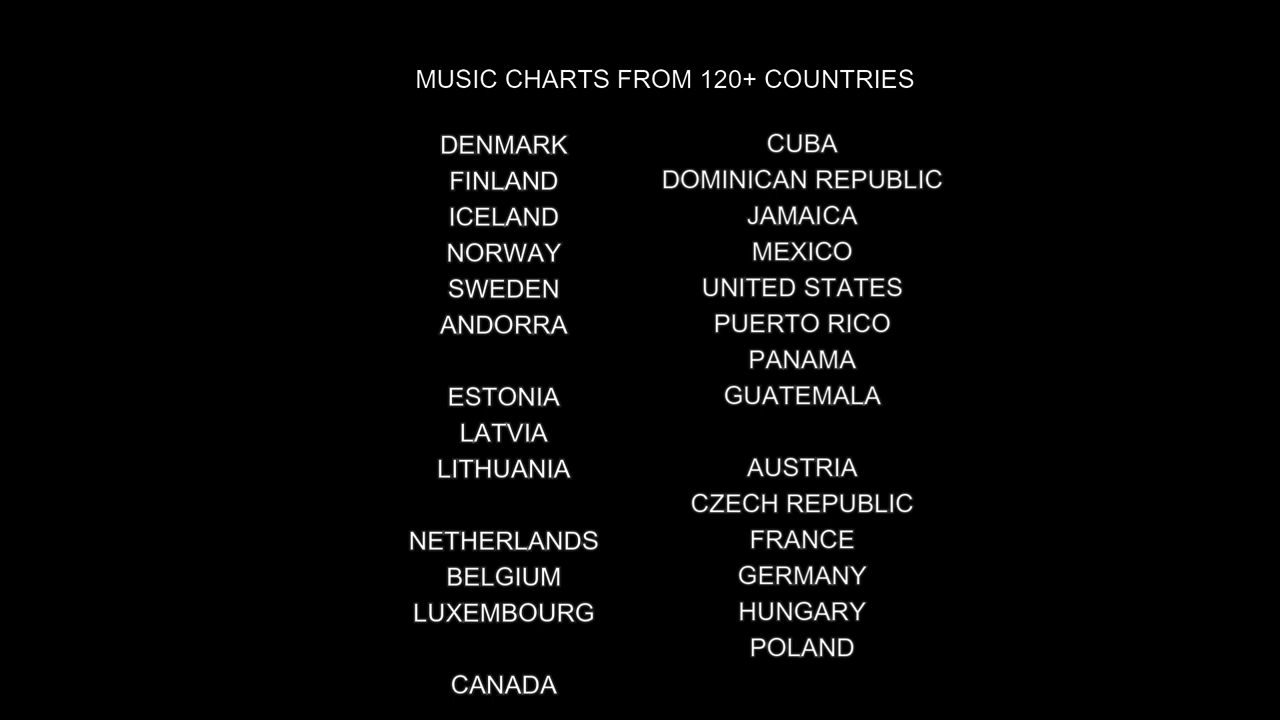 MUSIC CHARTS FROM 120+ COUNTRIES
DENMARK
FINLAND
ICELAND
NORWAY
SWEDEN
ANDORRA
ESTONIA
LATVIA
LITHUANIA
NETHERLANDS
BELGIUM
LUXEMBOURG
CANADA
CUBA
DOMINICAN REPUBLIC
JAMAICA
MEXICO
UNITED STATES
PUERTO RICO
PANAMA
GUATEMALA
AUSTRIA
CZECH REPUBLIC
FRANCE
GERMANY
HUNGARY
POLAND